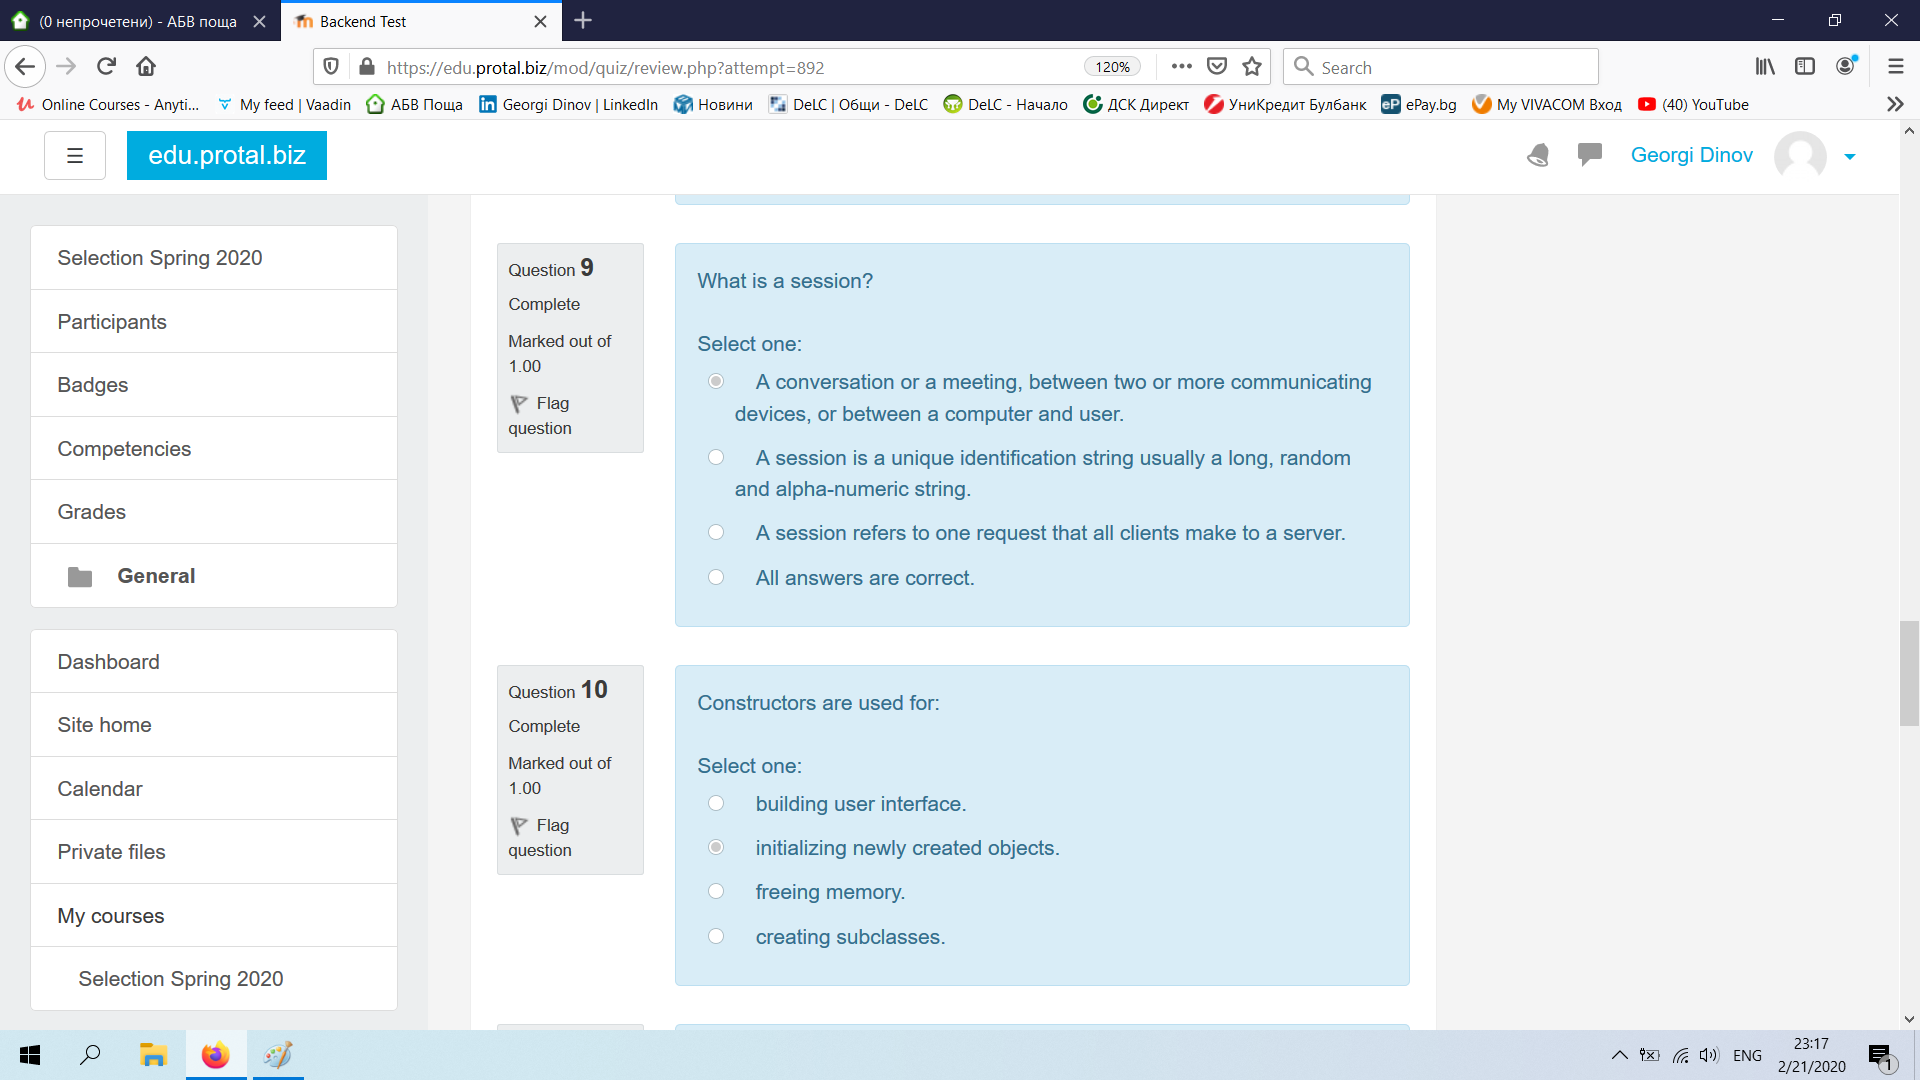 (0 непрочетени) - АБВ поща
Backend Test
https://edu.protal.biz/mod/quiz/review.php?attempt=892
120%
Search
Online Courses - Anyti...
My feed | Vaadin
АБВ Поща
Georgi Dinov | LinkedIn
Новини
DeLC | Общи - DeLC
DeLC - Начало
ДСК Директ
УниКредит Булбанк
eP ePay.bg
My VIVACOM Вход
(40) YouTube
edu.protal.biz
Georgi Dinov
Selection Spring 2020
Participants
Badges
Competencies
Grades
General
Dashboard
Site home
Calendar
Private files
My courses
Selection Spring 2020
Question 9
Complete
Marked out of
1.00
Flag
question
What is a session?
Select one:
A conversation or a meeting, between two or more communicating
devices, or between a computer and user.
A session is a unique identification string usually a long, random
and alpha-numeric string.
A session refers to one request that all clients make to a server.
All answers are correct.
Question 10
Complete
Marked out of
1.00
Flag
question
Constructors are used for:
Select one:
building user interface.
initializing newly created objects.
freeing memory.
creating subclasses.
ENG
23:17
2/21/2020
1